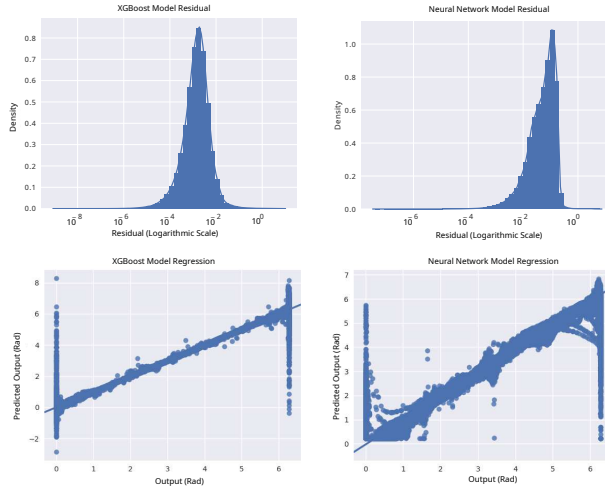 XGBoost Model Residual
Neural Network Model Residual
Density
0.8
0.7
0.6
0.5
0.4
0.3
0.2
0.1
0.0
10⁻⁸
10⁻⁶
10⁻⁴
10⁻²
10⁰
Residual (Logarithmic Scale)
Density
1.0
0.8
0.6
0.4
0.2
0.0
10⁻⁶
10⁻⁴
10⁻²
10⁰
Residual (Logarithmic Scale)
XGBoost Model Regression
Neural Network Model Regression
Predicted Output (Rad)
8
6
4
2
0
−2
0 1 2 3 4 5 6
Output (Rad)
Predicted Output (Rad)
7
6
5
4
3
2
1
0
0 1 2 3 4 5 6
Output (Rad)